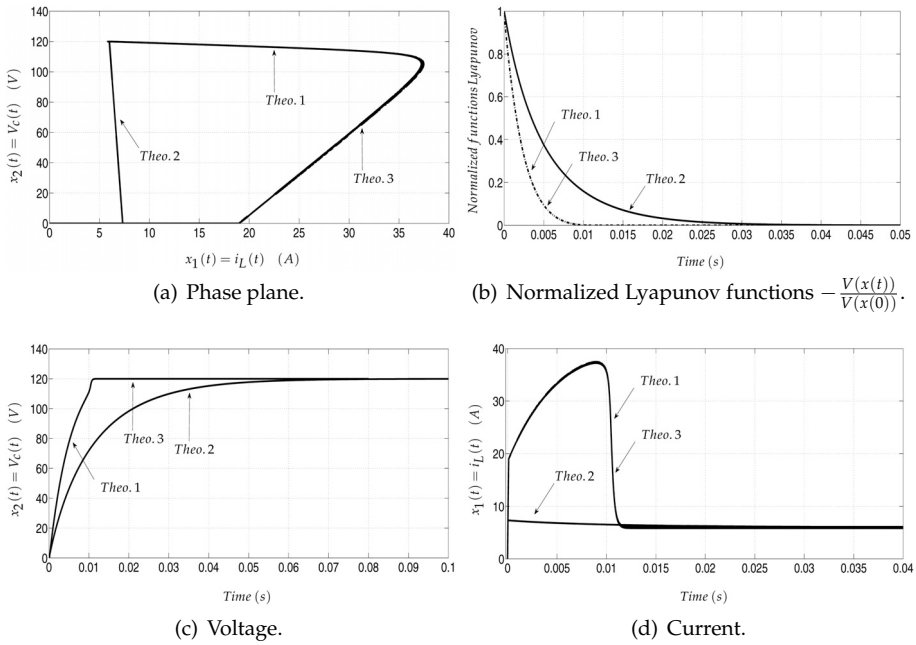 140
120
100
80
60
40
20
0
x₂(t) = V_c(t) (V)
Theo. 1
Theo. 2
Theo. 3
0 5 10 15 20 25 30 35 40
x₁(t) = i_L(t) (A)
(a) Phase plane.
1
0.8
0.6
0.4
0.2
0
Normalized functions Lyapunov
Theo. 1
Theo. 3
Theo. 2
0 0.005 0.01 0.015 0.02 0.025 0.03 0.035 0.04 0.045 0.05
Time (s)
(b) Normalized Lyapunov functions − V(x(t))/V(x(0)).
140
120
100
80
60
40
20
0
x₂(t) = V_c(t) (V)
Theo. 3
Theo. 2
Theo. 1
0 0.01 0.02 0.03 0.04 0.05 0.06 0.07 0.08 0.09 0.1
Time (s)
(c) Voltage.
40
30
20
10
0
x₁(t) = i_L(t) (A)
Theo. 1
Theo. 3
Theo. 2
0 0.005 0.01 0.015 0.02 0.025 0.03 0.035 0.04
Time (s)
(d) Current.